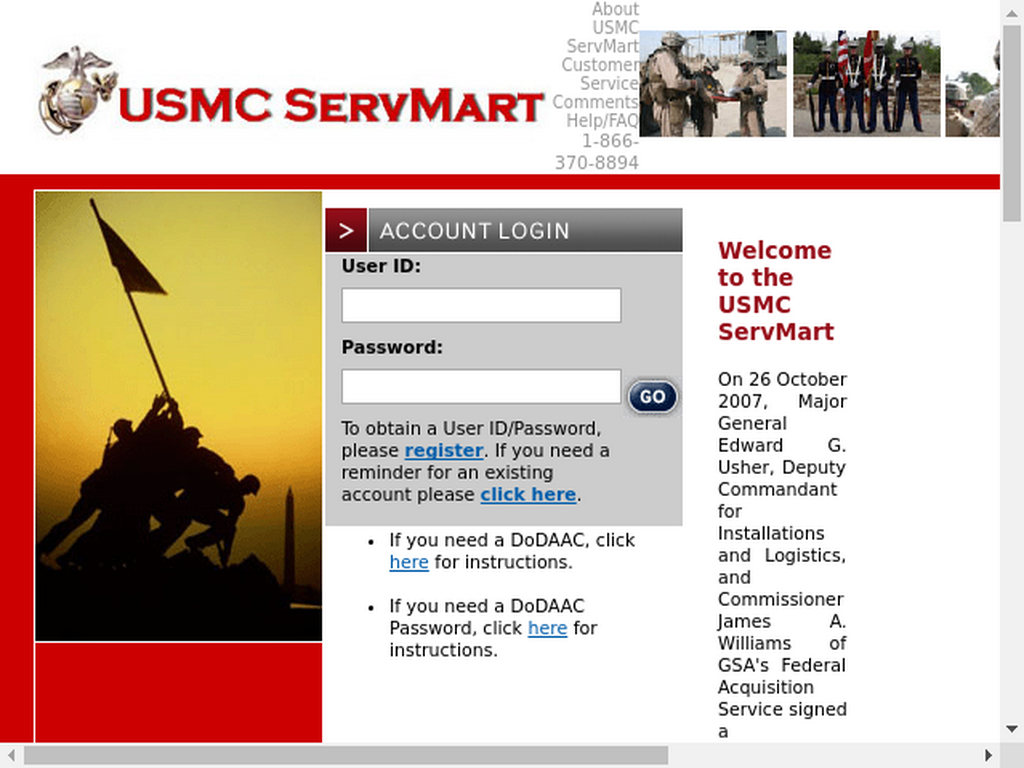 About
USMC
ServMart
Customer
Service
Comments
Help/FAQ
1-866-
370-8894
USMC SERVMART
> ACCOUNT LOGIN
User ID:
Password:
GO
To obtain a User ID/Password,
please register. If you need a
reminder for an existing
account please click here.
• If you need a DoDAAC, click
here for instructions.
• If you need a DoDAAC
Password, click here for
instructions.
Welcome
to the
USMC
ServMart
On 26 October
2007, Major
General
Edward G.
Usher, Deputy
Commandant
for
Installations
and Logistics,
and
Commissioner
James A.
Williams of
GSA's Federal
Acquisition
Service signed
a